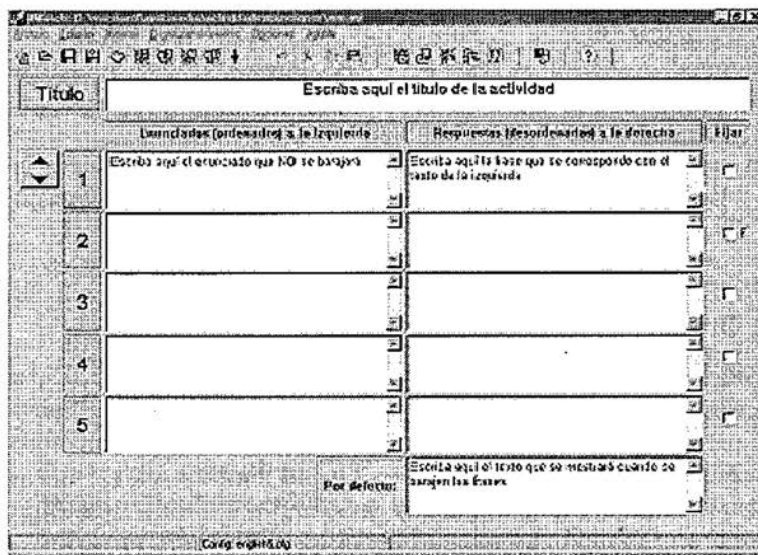 Título
Escriba aquí el título de la actividad
Enunciados (ordenados) a la izquierda
Respuestas (desordenadas) a la derecha
Fijar
1
Escriba aquí el enunciado que NO se barajará
Escriba aquí la frase que se corresponde con el
texto de la izquierda
2
F
3
4
5
Por defecto:
Escriba aquí el texto que se mostrará cuando se
barajen las frases
Config: